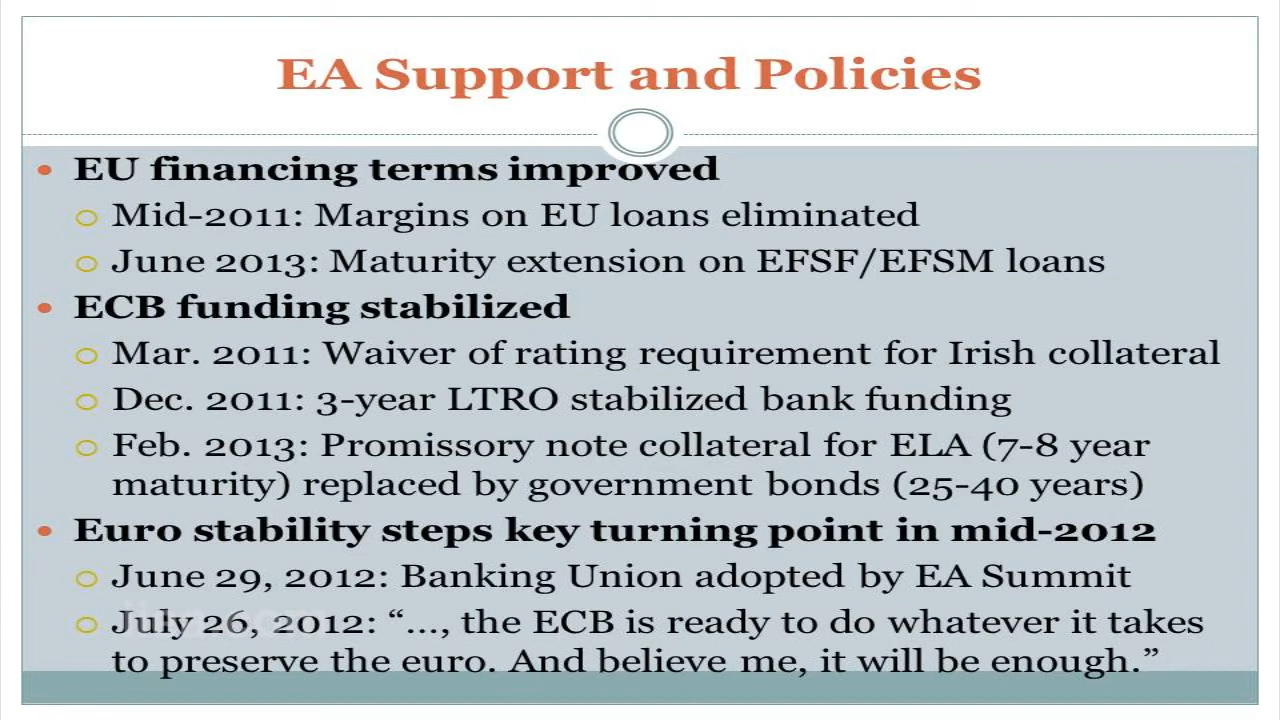 EA Support and Policies
• EU financing terms improved
o Mid-2011: Margins on EU loans eliminated
o June 2013: Maturity extension on EFSF/EFSM loans
• ECB funding stabilized
o Mar. 2011: Waiver of rating requirement for Irish collateral
o Dec. 2011: 3-year LTRO stabilized bank funding
o Feb. 2013: Promissory note collateral for ELA (7-8 year
maturity) replaced by government bonds (25-40 years)
• Euro stability steps key turning point in mid-2012
o June 29, 2012: Banking Union adopted by EA Summit
o July 26, 2012: “…, the ECB is ready to do whatever it takes
to preserve the euro. And believe me, it will be enough.”